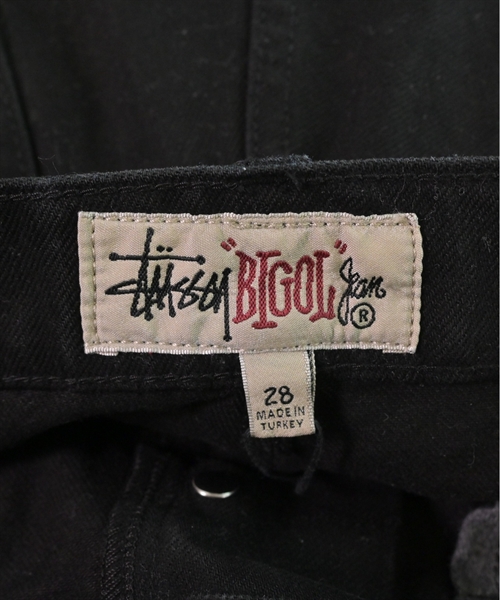 Stüssy "BIGOL" Jean ®
28
MADE IN
TURKEY